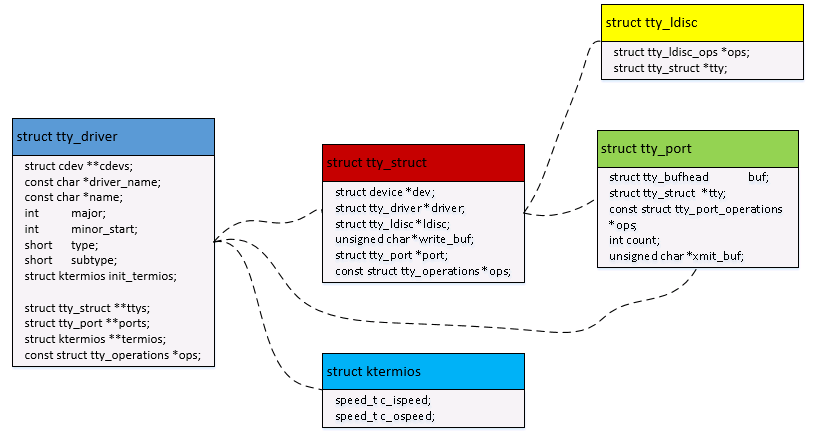 struct tty_ldisc
struct tty_ldisc_ops *ops;
struct tty_struct *tty;
struct tty_driver
struct cdev **cdevs;
const char *driver_name;
const char *name;
int major;
int minor_start;
short type;
short subtype;
struct ktermios init_termios;
struct tty_struct **ttys;
struct tty_port **ports;
struct ktermios **termios;
const struct tty_operations *ops;
struct tty_struct
struct device *dev;
struct tty_driver *driver;
struct tty_ldisc *ldisc;
unsigned char *write_buf;
struct tty_port *port;
const struct tty_operations *ops;
struct tty_port
struct tty_bufhead buf;
struct tty_struct *tty;
const struct tty_port_operations
*ops;
int count;
unsigned char *xmit_buf;
struct ktermios
speed_t c_ispeed;
speed_t c_ospeed;